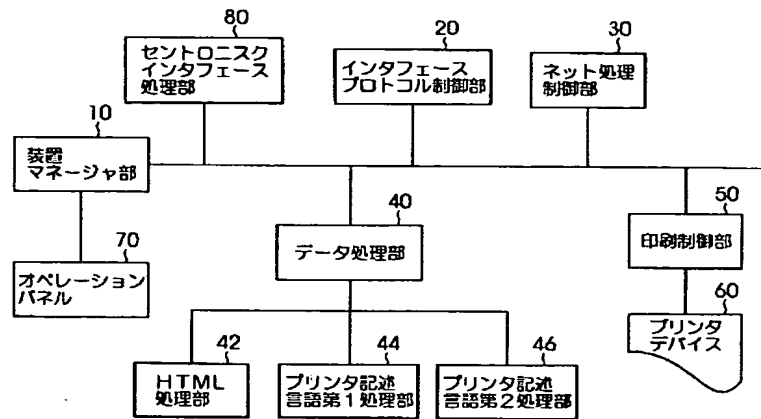 80
セントロニスク
インタフェース
処理部
20
インタフェース
プロトコル制御部
30
ネット処理
制御部
10
装置
マネージャ部
40
データ処理部
50
印刷制御部
70
オペレーション
パネル
60
プリンタ
デバイス
42
HTML
処理部
44
プリンタ記述
言語第1処理部
46
プリンタ記述
言語第2処理部